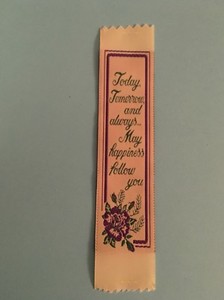 Today
Tomorrow
and
always...
May
happiness
follow
you